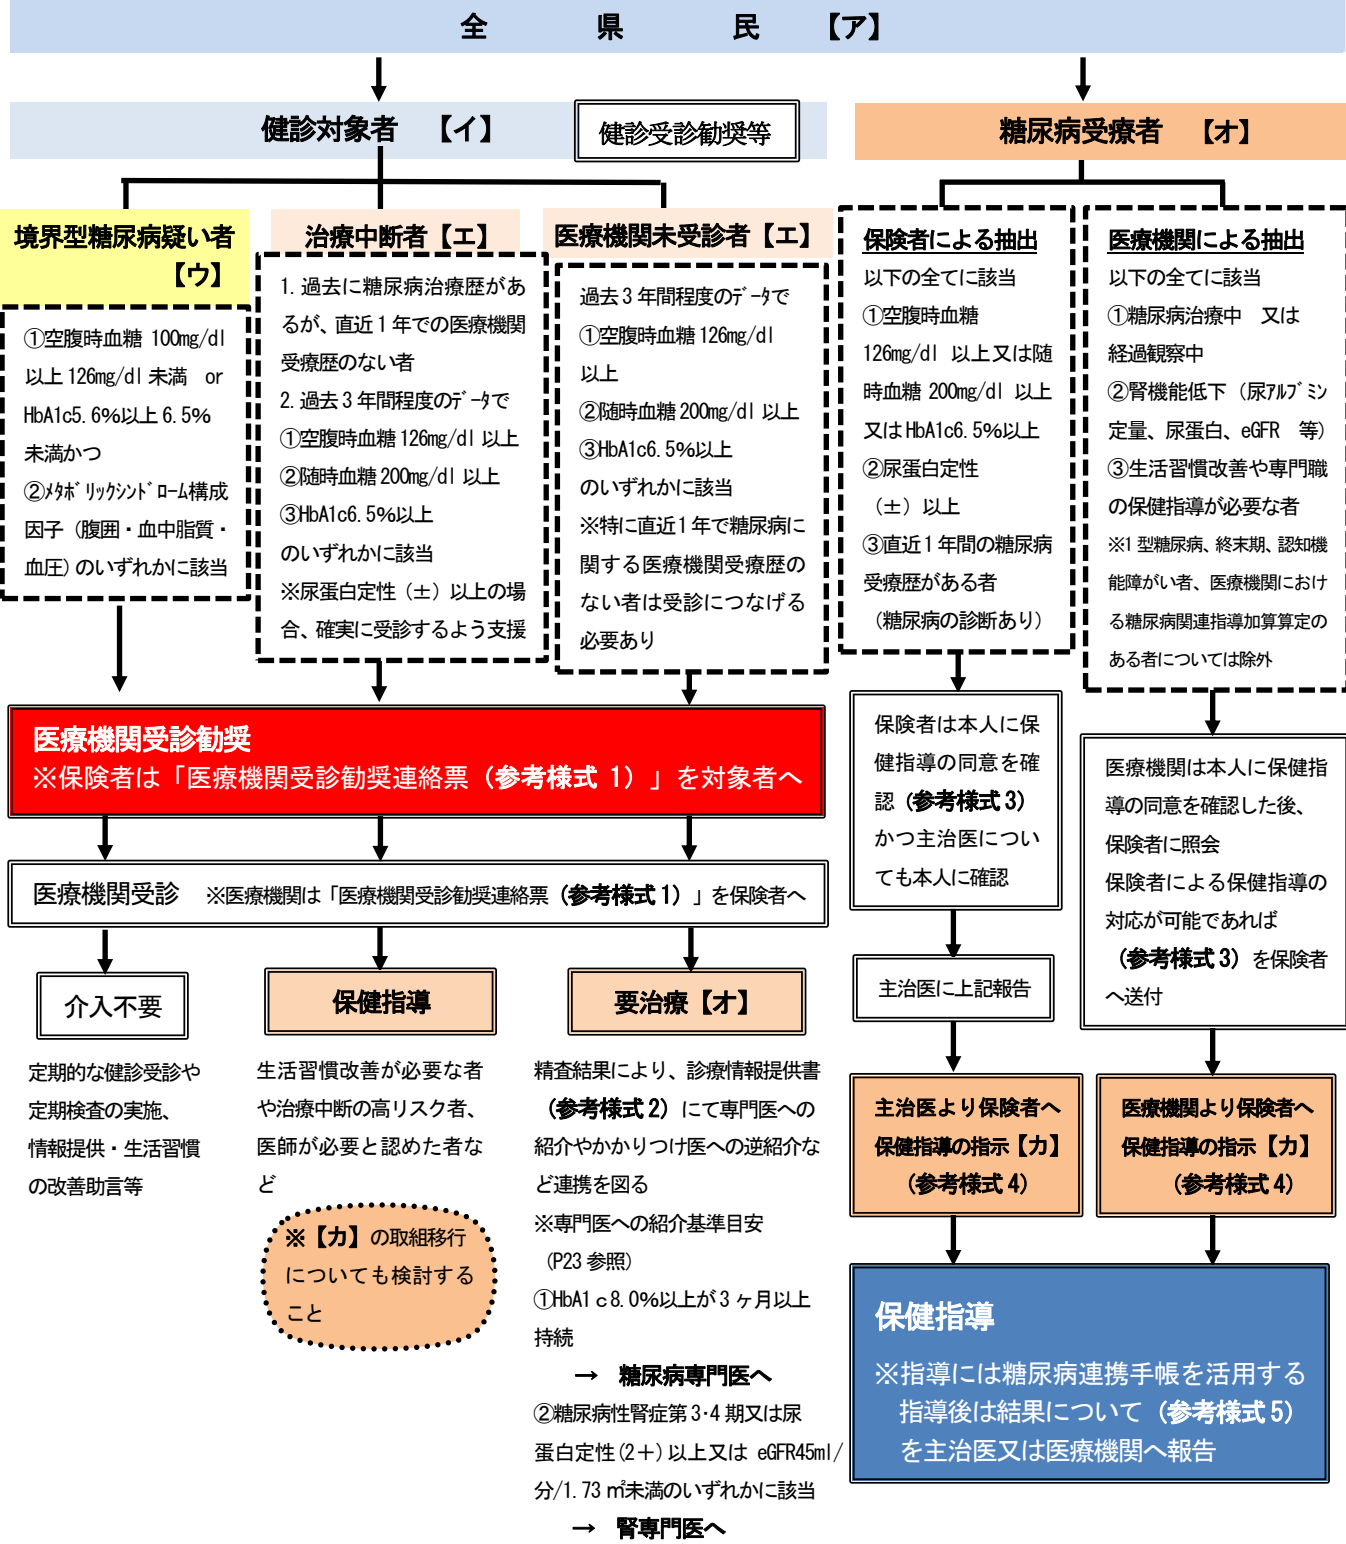 全 県 民 【ア】
健診対象者 【イ】
健診受診勧奨等
糖尿病受療者 【オ】
境界型糖尿病疑い者
【ウ】
①空腹時血糖 100mg/dl
以上 126mg/dl 未満 or
HbA1c5.6%以上 6.5%
未満かつ
②ﾒﾀﾎﾞﾘｯｸｼﾝﾄﾞﾛｰﾑ構成
因子（腹囲・血中脂質・
血圧）のいずれかに該当
治療中断者【エ】
1. 過去に糖尿病治療歴があ
るが、直近 1 年での医療機関
受療歴のない者
2. 過去 3 年間程度のﾃﾞｰﾀで
①空腹時血糖 126mg/dl 以上
②随時血糖 200mg/dl 以上
③HbA1c6.5%以上
のいずれかに該当
※尿蛋白定性（±）以上の場
合、確実に受診するよう支援
医療機関未受診者【エ】
過去 3 年間程度のﾃﾞｰﾀで
①空腹時血糖 126mg/dl
以上
②随時血糖 200mg/dl 以上
③HbA1c6.5%以上
のいずれかに該当
※特に直近 1 年で糖尿病に
関する医療機関受療歴の
ない者は受診につなげる
必要あり
保険者による抽出
以下の全てに該当
①空腹時血糖
126mg/dl 以上又は随
時血糖 200mg/dl 以上
又は HbA1c6.5%以上
②尿蛋白定性
（±）以上
③直近 1 年間の糖尿病
受療歴がある者
（糖尿病の診断あり）
医療機関による抽出
以下の全てに該当
①糖尿病治療中 又は
経過観察中
②腎機能低下（尿ｱﾙﾌﾞﾐﾝ
定量、尿蛋白、eGFR 等）
③生活習慣改善や専門職
の保健指導が必要な者
※1 型糖尿病、終末期、認知機
能障がい者、医療機関におけ
る糖尿病関連指導加算算定の
ある者については除外
医療機関受診勧奨
※保険者は「医療機関受診勧奨連絡票（参考様式 1）」を対象者へ
医療機関受診 ※医療機関は「医療機関受診勧奨連絡票（参考様式 1）」を保険者へ
介入不要
定期的な健診受診や
定期検査の実施、
情報提供・生活習慣
の改善助言等
保健指導
生活習慣改善が必要な者
や治療中断の高リスク者、
医師が必要と認めた者な
ど
※【カ】の取組移行
についても検討する
こと
要治療【オ】
精査結果により、診療情報提供書
（参考様式 2）にて専門医への
紹介やかかりつけ医への逆紹介な
ど連携を図る
※専門医への紹介基準目安
（P23 参照）
①HbA1ｃ8.0%以上が 3 ヶ月以上
持続
→ 糖尿病専門医へ
②糖尿病性腎症第 3・4 期又は尿
蛋白定性（2＋）以上又は eGFR45ml/
分/1.73 ㎡未満のいずれかに該当
→ 腎専門医へ
保険者は本人に保
健指導の同意を確
認（参考様式 3）
かつ主治医につい
ても本人に確認
主治医に上記報告
主治医より保険者へ
保健指導の指示【カ】
（参考様式 4）
医療機関は本人に保健指
導の同意を確認した後、
保険者に照会
保険者による保健指導の
対応が可能であれば
（参考様式 3）を保険者
へ送付
医療機関より保険者へ
保健指導の指示【カ】
（参考様式 4）
保健指導
※指導には糖尿病連携手帳を活用する
指導後は結果について（参考様式 5）
を主治医又は医療機関へ報告